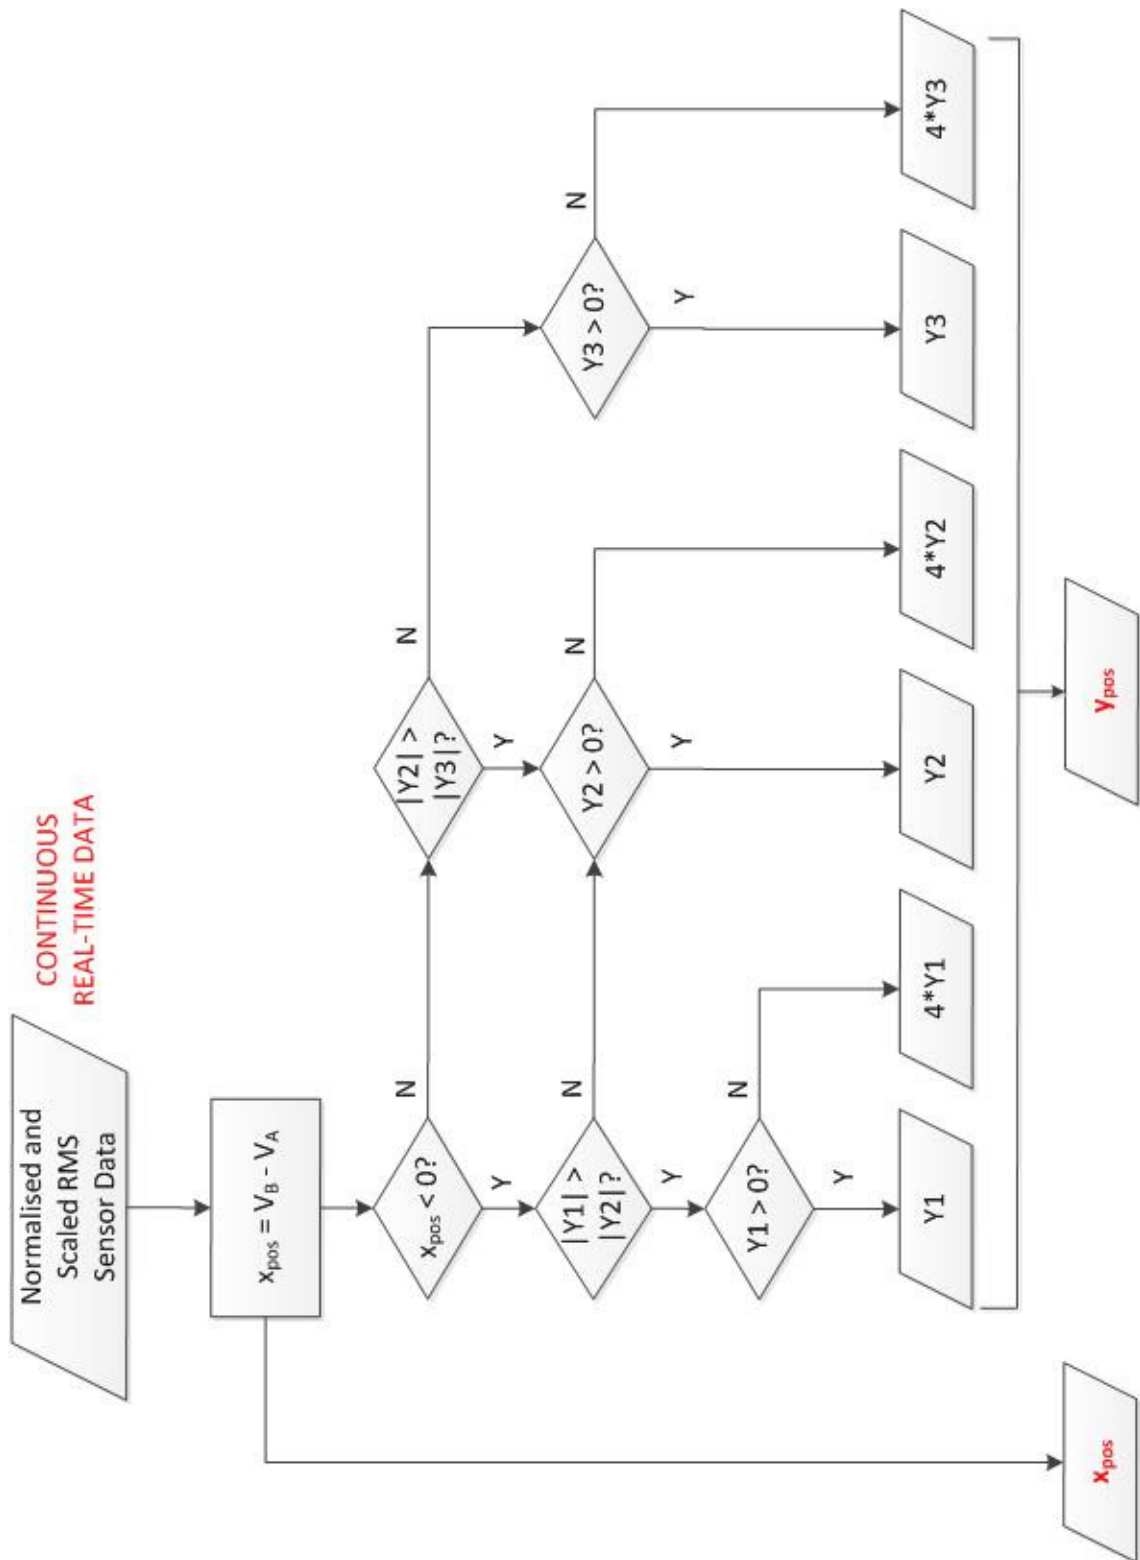 CONTINUOUS
REAL-TIME DATA
Normalised and
Scaled RMS
Sensor Data
xpos = VB - VA
xpos < 0?
N
|Y2| >
|Y3|?
N
Y
Y
|Y1| >
|Y2|?
N
Y2 > 0?
N
Y3 > 0?
N
Y
Y
Y
Y1 > 0?
N
Y
Y1
4*Y1
Y2
4*Y2
Y3
4*Y3
xpos
ypos